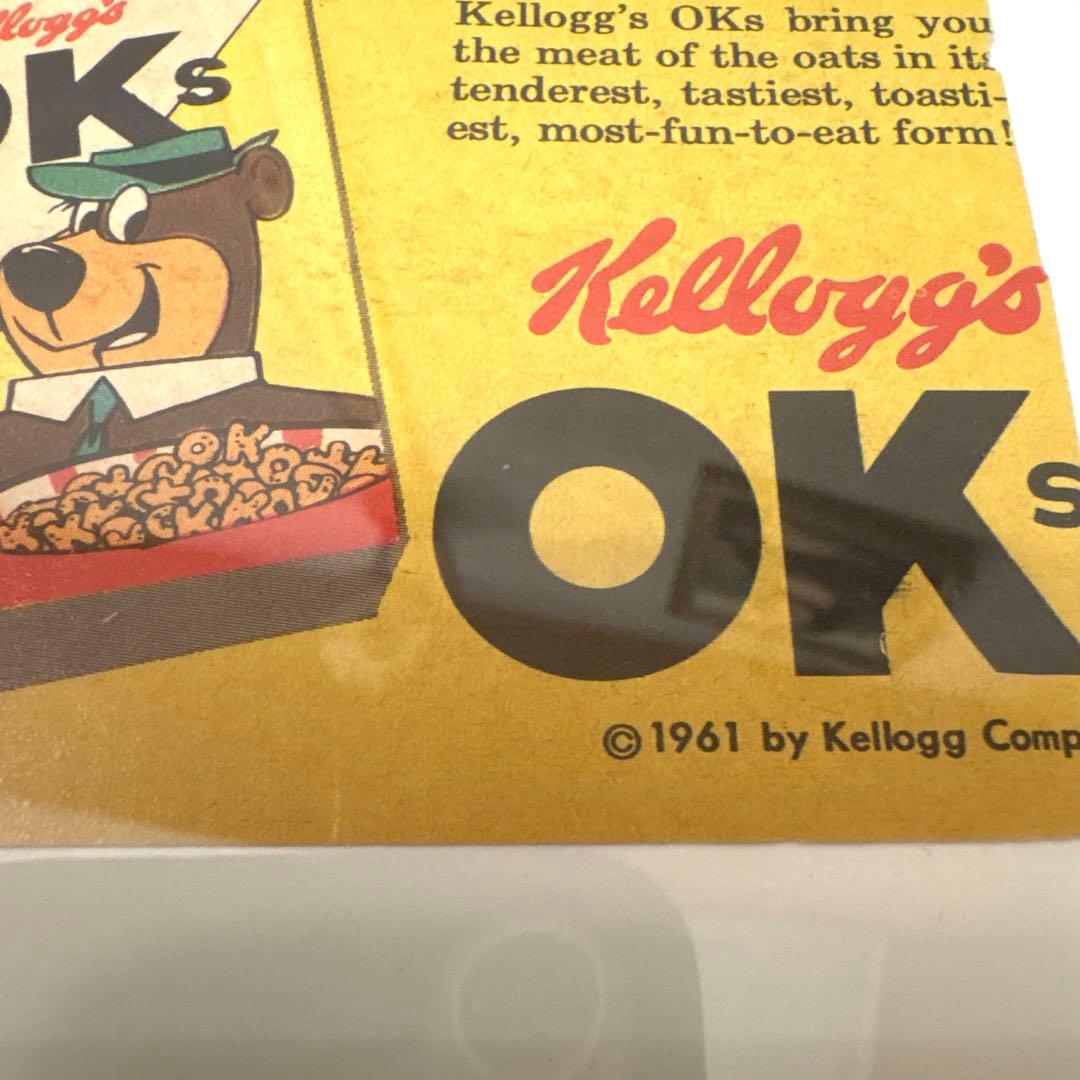 Kellogg's OKs bring you
the meat of the oats in its
tenderest, tastiest, toasti-
est, most-fun-to-eat form!
Kellogg's
OKs
OK
Kellogg's
OKs
©1961 by Kellogg Comp